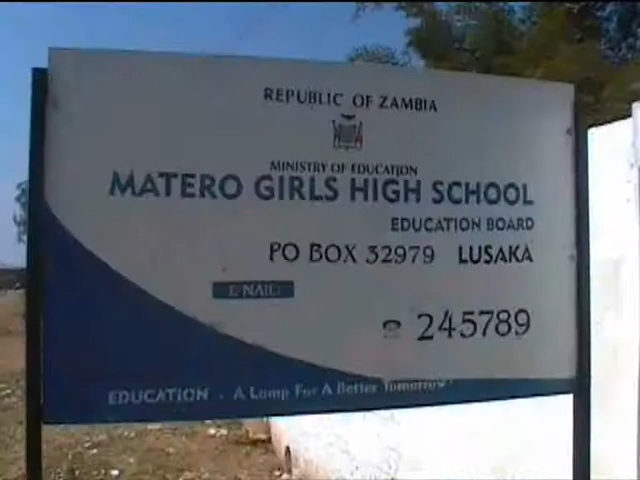 REPUBLIC OF ZAMBIA
MINISTRY OF EDUCATION
MATERO GIRLS HIGH SCHOOL
EDUCATION BOARD
PO BOX 32979 LUSAKA
E-MAIL:
245789
EDUCATION - A Lamp For A Better Tomorrow